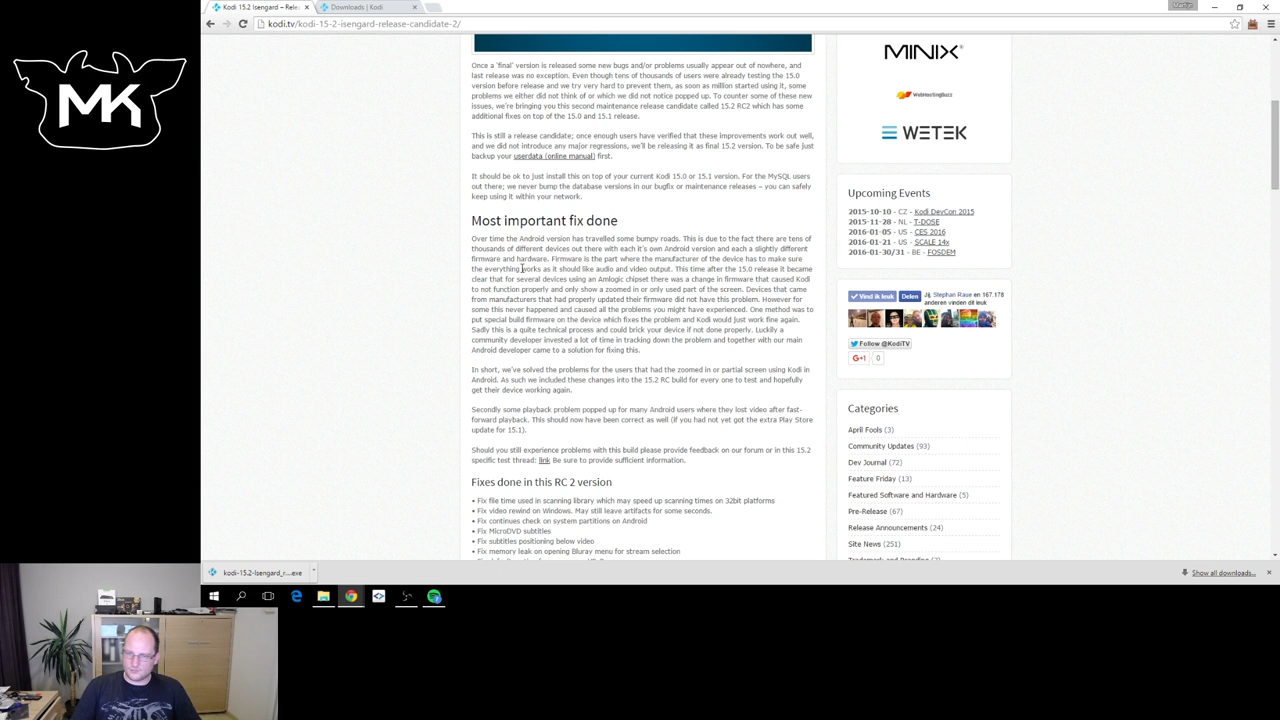 MK
Kodi 15.2 Isengard – Rele
Downloads | Kodi
Martijn
kodi.tv/kodi-15-2-isengard-release-candidate-2/
Once a 'final' version is released some new bugs and/or problems usually appear out of nowhere, and
last release was no exception. Even though tens of thousands of users were already testing the 15.0
version before release and we try very hard to prevent them, as soon as million started using it, some
problems we either did not think of or which we did not notice popped up. To counter some of these new
issues, we're bringing you this second maintenance release candidate called 15.2 RC2 which has some
additional fixes on top of the 15.0 and 15.1 release.
This is still a release candidate; once enough users have verified that these improvements work out well,
and we did not introduce any major regressions, we'll be releasing it as final 15.2 version. To be safe just
backup your userdata (online manual) first.
It should be ok to just install this on top of your current Kodi 15.0 or 15.1 version. For the MySQL users
out there; we never bump the database versions in our bugfix or maintenance releases – you can safely
keep using it within your network.
Most important fix done
Over time the Android version has travelled some bumpy roads. This is due to the fact there are tens of
thousands of different devices out there with each it's own Android version and each a slightly different
firmware and hardware. Firmware is the part where the manufacturer of the device has to make sure
the everything works as it should like audio and video output. This time after the 15.0 release it became
clear that for several devices using an Amlogic chipset there was a change in firmware that caused Kodi
to not function properly and only show a zoomed in or only used part of the screen. Devices that came
from manufacturers that had properly updated their firmware did not have this problem. However for
some this never happened and caused all the problems you might have experienced. One method was to
put special build firmware on the device which fixes the problem and Kodi would just work fine again.
Sadly this is a quite technical process and could brick your device if not done properly. Luckily a
community developer invested a lot of time in tracking down the problem and together with our main
Android developer came to a solution for fixing this.
In short, we've solved the problems for the users that had the zoomed in or partial screen using Kodi in
Android. As such we included these changes into the 15.2 RC build for every one to test and hopefully
get their device working again.
Secondly some playback problem popped up for many Android users where they lost video after fast-
forward playback. This should now have been correct as well (if you had not yet got the extra Play Store
update for 15.1).
Should you still experience problems with this build please provide feedback on our forum or in this 15.2
specific test thread: link Be sure to provide sufficient information.
Fixes done in this RC 2 version
• Fix file time used in scanning library which may speed up scanning times on 32bit platforms
• Fix video rewind on Windows. May still leave artifacts for some seconds.
• Fix continues check on system partitions on Android
• Fix MicroDVD subtitles
• Fix subtitles positioning below video
• Fix memory leak on opening Bluray menu for stream selection
MINIX
WebHostingBuzz
WETEK
Upcoming Events
2015-10-10 - CZ - Kodi DevCon 2015
2015-11-28 - NL - T-DOSE
2016-01-05 - US - CES 2016
2016-01-21 - US - SCALE 14x
2016-01-30/31 - BE - FOSDEM
Vind ik leuk
Delen
Jij, Stephan Raue en 167.178
anderen vinden dit leuk
Follow @KodiTV
G+1
0
Categories
April Fools (3)
Community Updates (93)
Dev Journal (72)
Feature Friday (13)
Featured Software and Hardware (5)
Pre-Release (67)
Release Announcements (24)
Site News (251)
kodi-15.2-Isengard_r....exe
Show all downloads...